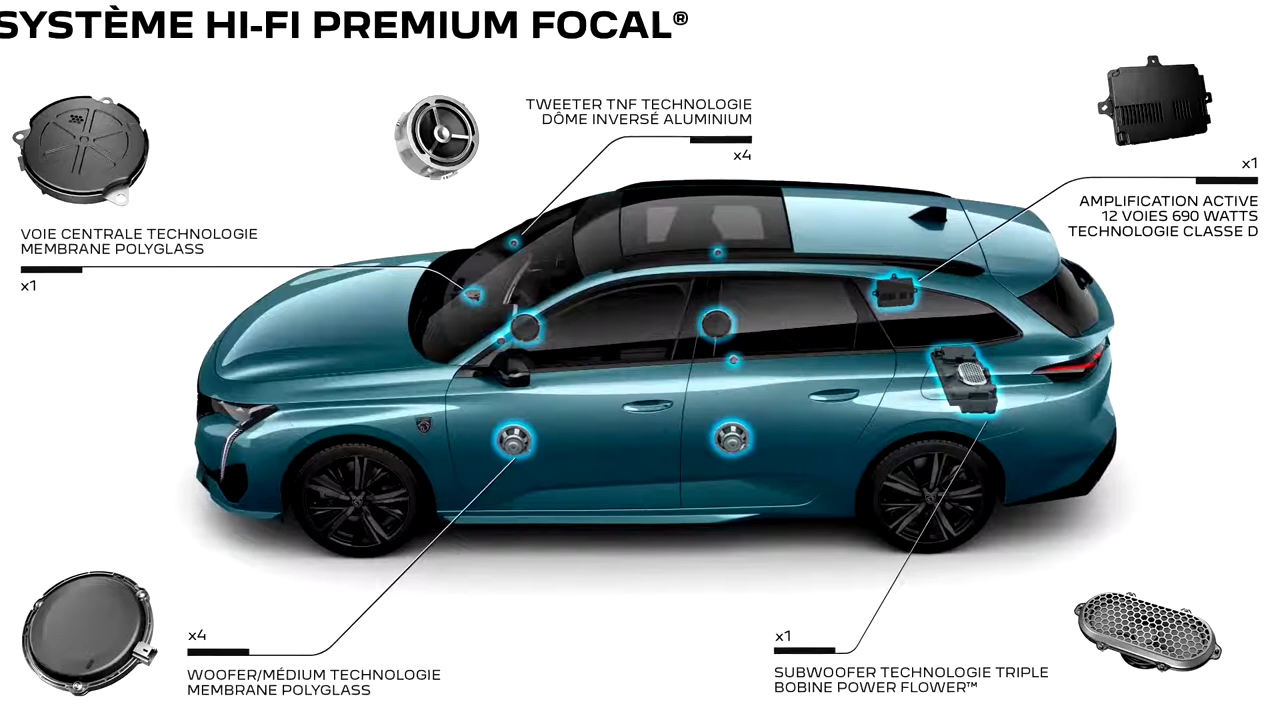 SYSTÈME HI-FI PREMIUM FOCAL®
TWEETER TNF TECHNOLOGIE
DÔME INVERSÉ ALUMINIUM
x4
x1
AMPLIFICATION ACTIVE
12 VOIES 690 WATTS
TECHNOLOGIE CLASSE D
VOIE CENTRALE TECHNOLOGIE
MEMBRANE POLYGLASS
x1
x4
WOOFER/MÉDIUM TECHNOLOGIE
MEMBRANE POLYGLASS
x1
SUBWOOFER TECHNOLOGIE TRIPLE
BOBINE POWER FLOWER™